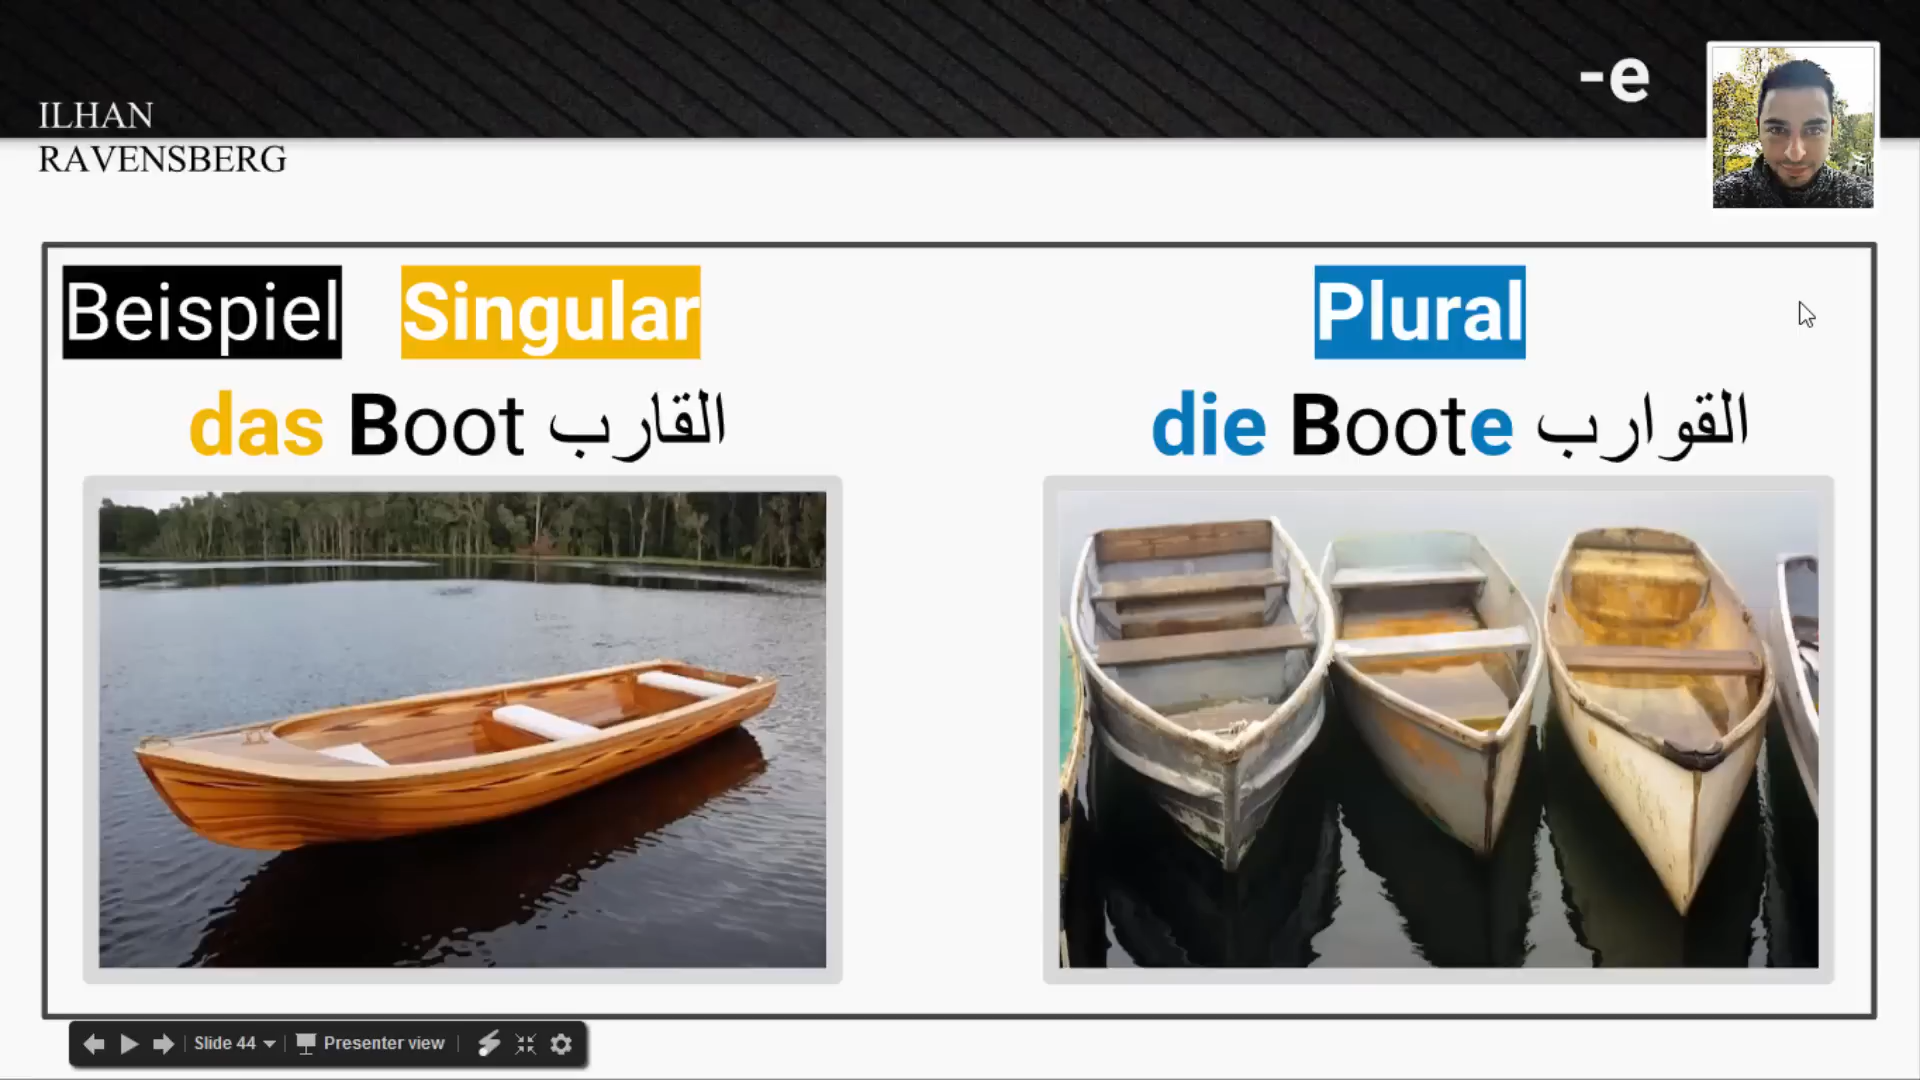 -e
ILHAN
RAVENSBERG
Beispiel Singular Plural
das Boot القارب
die Boote القوارب
Slide 44 Presenter view